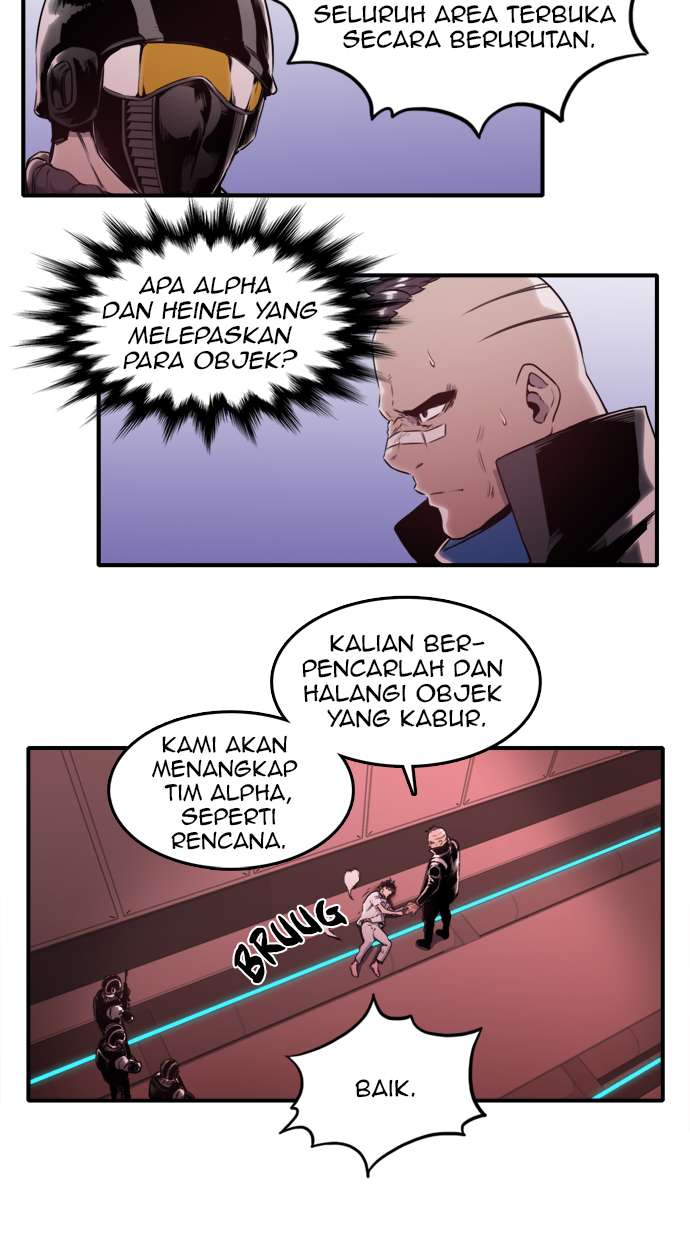 SELURUH AREA TERBUKA
SECARA BERURUTAN.
APA ALPHA
DAN HEINEL YANG
MELEPASKAN
PARA OBJEK?
KALIAN BER-
PENCARLAH DAN
HALANGI OBJEK
YANG KABUR.
KAMI AKAN
MENANGKAP
TIM ALPHA,
SEPERTI
RENCANA.
BRUUG
BAIK.